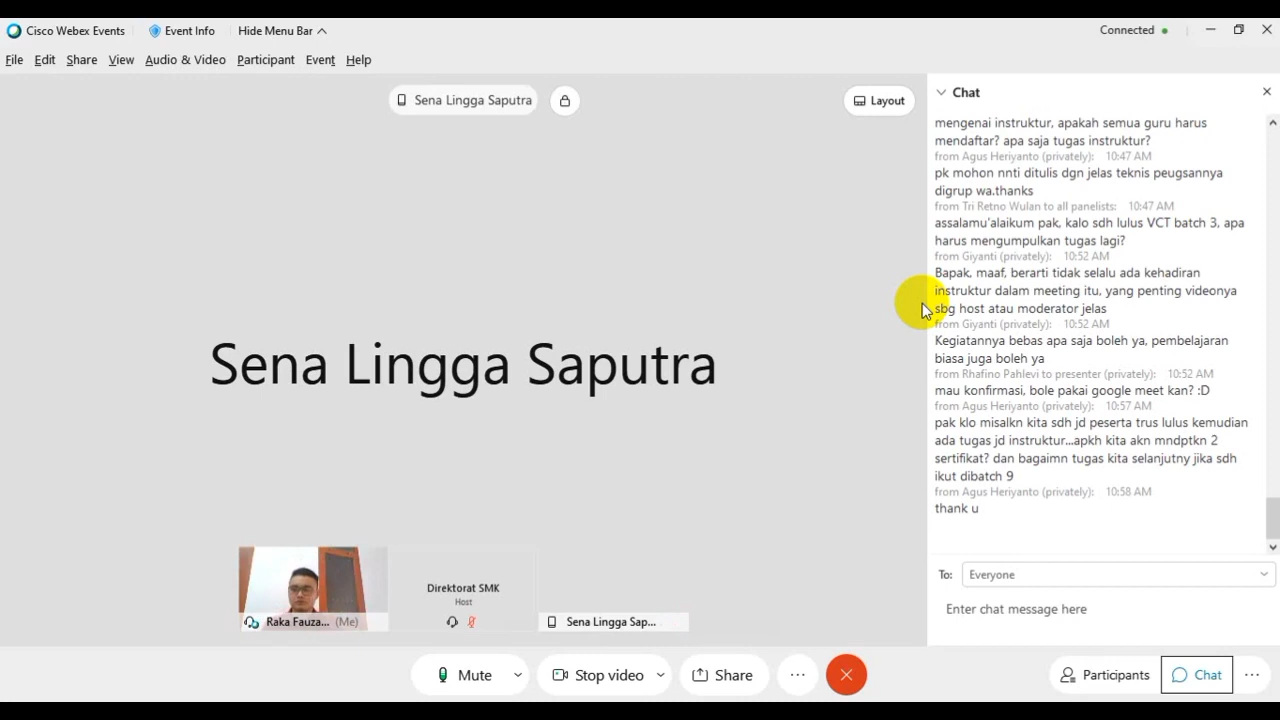 Cisco Webex Events
Event Info
Hide Menu Bar
Connected
File Edit Share View Audio & Video Participant Event Help
Sena Lingga Saputra
Layout
Chat
mengenai instruktur, apakah semua guru harus
mendaftar? apa saja tugas instruktur?
from Agus Heriyanto (privately): 10:47 AM
pk mohon nnti ditulis dgn jelas teknis peugsannya
digrup wa.thanks
from Tri Retno Wulan to all panelists: 10:47 AM
assalamu'alaikum pak, kalo sdh lulus VCT batch 3, apa
harus mengumpulkan tugas lagi?
from Giyanti (privately): 10:52 AM
Bapak, maaf, berarti tidak selalu ada kehadiran
instruktur dalam meeting itu, yang penting videonya
sbg host atau moderator jelas
from Giyanti (privately): 10:52 AM
Kegiatannya bebas apa saja boleh ya, pembelajaran
biasa juga boleh ya
from Rhafino Pahlevi to presenter (privately): 10:52 AM
mau konfirmasi, bole pakai google meet kan? :D
from Agus Heriyanto (privately): 10:57 AM
pak klo misalkn kita sdh jd peserta trus lulus kemudian
ada tugas jd instruktur...apkh kita akn mndptkn 2
sertifikat? dan bagaimn tugas kita selanjutny jika sdh
ikut dibatch 9
from Agus Heriyanto (privately): 10:58 AM
thank u
To: Everyone
Enter chat message here
Sena Lingga Saputra
Raka Fauza... (Me)
Direktorat SMK
Host
Sena Lingga Sap...
Mute
Stop video
Share
Participants
Chat